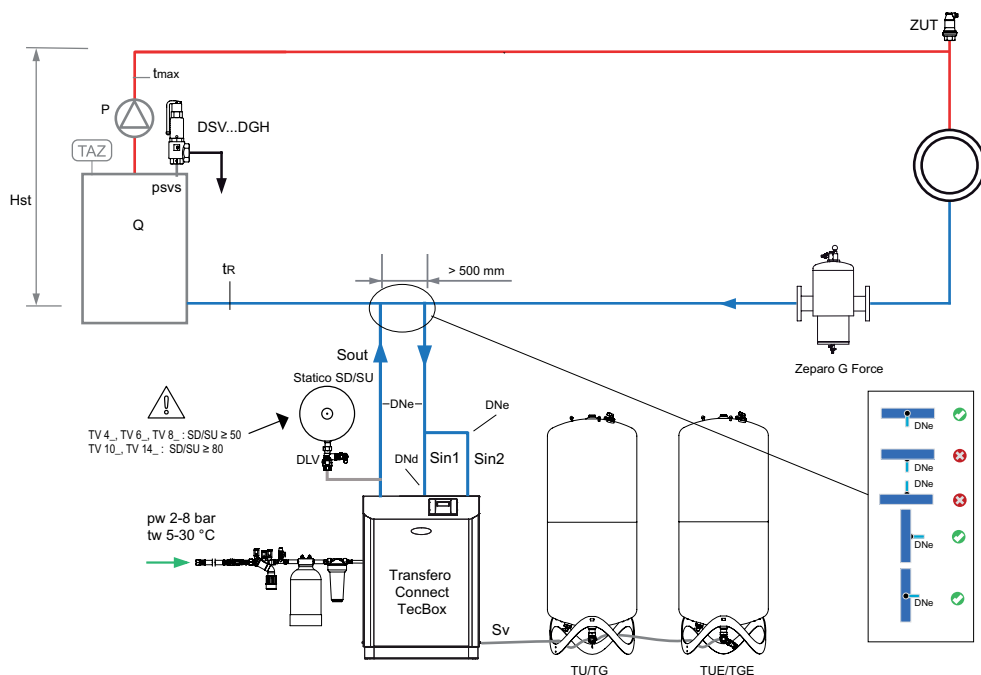 ZUT
tmax
P
DSV...DGH
TAZ
psvs
Hst
Q
tR
> 500 mm
Zeparo G Force
Sout
Statico SD/SU
DNe
DNe
TV 4_, TV 6_, TV 8_ : SD/SU ≥ 50
TV 10_, TV 14_ : SD/SU ≥ 80
DLV
DNd
Sin1
Sin2
pw 2-8 bar
tw 5-30 °C
Transfero
Connect
TecBox
Sv
TU/TG
TUE/TGE
DNe
DNe
DNe
DNe
DNe